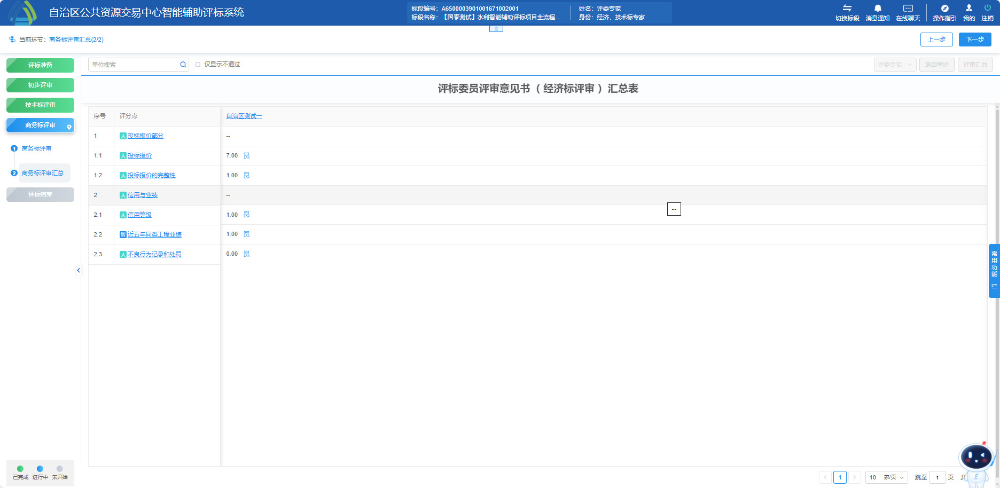 自治区公共资源交易中心智能辅助评标系统
标段编号：A6500003901001671002001
标段名称：【国泰测试】水利智能辅助评标项目全流程...
姓名：评委专家
身份：经济、技术标专家
切换标段
消息通知
在线聊天
操作指引
我的
注销
当前环节：商务标评审汇总(2/2)
上一步
下一步
评标准备
初步评审
技术标评审
商务标评审
1 商务标评审
2 商务标评审汇总
评标结束
单位搜索
仅显示不通过
评委专家
退回重评
评审汇总
评标委员评审意见书（经济标评审）汇总表
序号 评分点 自治区测试一
1 人 投标报价部分 --
1.1 人 投标报价 7.00
1.2 人 投标报价的完整性 1.00
2 人 信用与业绩 --
--
2.1 人 信用等级 1.00
2.2 智 近五年同类工程业绩 1.00
2.3 人 不良行为记录和处罚 0.00
常用功能
已完成 进行中 未开始
1 10 家/页 跳至 1 页 共
E